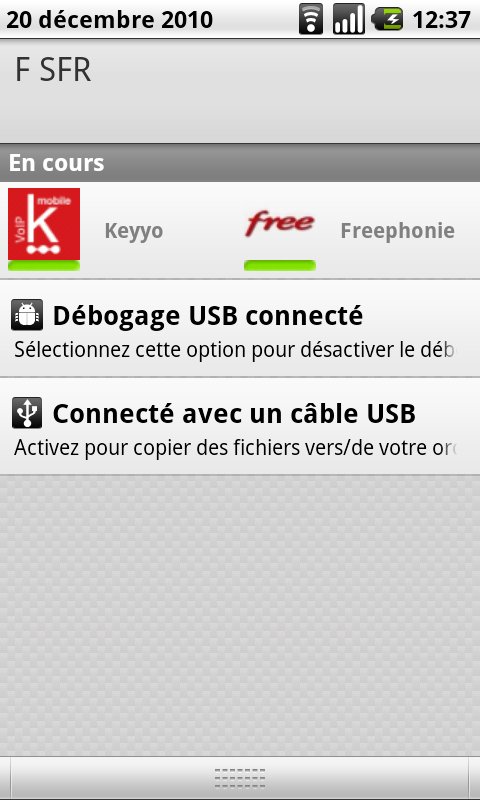 20 décembre 2010 12:37
F SFR
En cours
VoIP k mobile Keyyo free Freephonie
Débogage USB connecté
Sélectionnez cette option pour désactiver le déb
Connecté avec un câble USB
Activez pour copier des fichiers vers/de votre ord